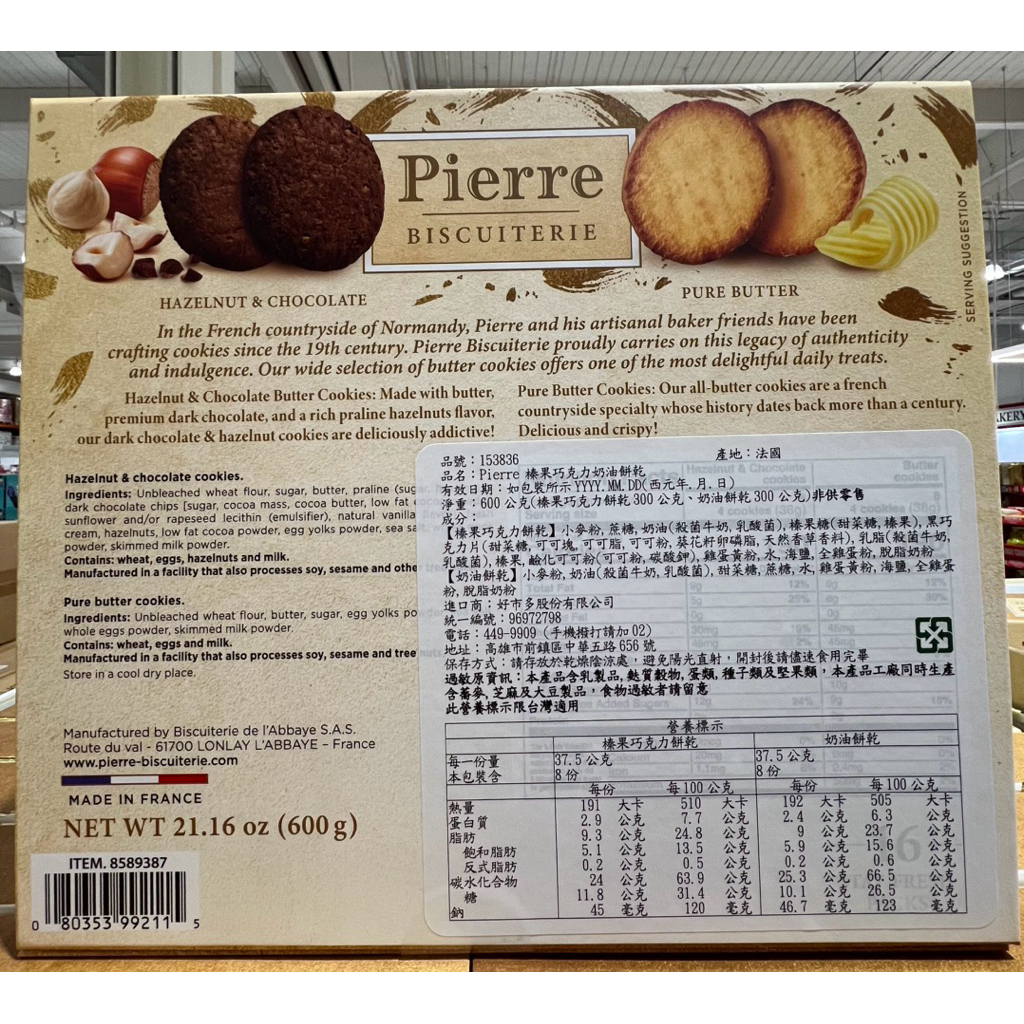 Pierre
BISCUITERIE
HAZELNUT & CHOCOLATE
PURE BUTTER
SERVING SUGGESTION
In the French countryside of Normandy, Pierre and his artisanal baker friends have been
crafting cookies since the 19th century. Pierre Biscuiterie proudly carries on this legacy of authenticity
and indulgence. Our wide selection of butter cookies offers one of the most delightful daily treats.
Hazelnut & Chocolate Butter Cookies: Made with butter,
premium dark chocolate, and a rich praline hazelnuts flavor,
our dark chocolate & hazelnut cookies are deliciously addictive!
Pure Butter Cookies: Our all-butter cookies are a french
countryside specialty whose history dates back more than a century.
Delicious and crispy!
Hazelnut & chocolate cookies.
Ingredients: Unbleached wheat flour, sugar, butter, praline (sug
dark chocolate chips [sugar, cocoa mass, cocoa butter, low fat
sunflower and/or rapeseed lecithin (emulsifier), natural vanilla
cream, hazelnuts, low fat cocoa powder, egg yolks powder, sea
powder, skimmed milk powder.
Contains: wheat, eggs, hazelnuts and milk.
Manufactured in a facility that also processes soy, sesame and othe
Pure butter cookies.
Ingredients: Unbleached wheat flour, butter, sugar, egg yolks po
whole eggs powder, skimmed milk powder.
Contains: wheat, eggs and milk.
Manufactured in a facility that also processes soy, sesame and tree
Store in a cool dry place.
Manufactured by Biscuiterie de l'Abbaye S.A.S.
Route du val - 61700 LONLAY L'ABBAYE - France
www.pierre-biscuiterie.com
MADE IN FRANCE
NET WT 21.16 oz (600 g)
ITEM. 8589387
0 80353 99211 5
品號：153836 產地：法國
品名：Pierre 榛果巧克力奶油餅乾
有效日期：如包裝所示YYYY.MM.DD(西元年.月.日)
淨重：600公克(榛果巧克力餅乾300公克、奶油餅乾300公克)非供零售
成分：
【榛果巧克力餅乾】小麥粉, 蔗糖, 奶油(殺菌牛奶, 乳酸菌), 榛果糖(甜菜糖, 榛果), 黑巧
克力片(甜菜糖, 可可塊, 可可脂, 可可粉, 葵花籽卵磷脂, 天然香草香料), 乳脂(殺菌牛奶,
乳酸菌), 榛果, 鹼化可可粉(可可粉, 碳酸鉀), 雞蛋黃粉, 水, 海鹽, 全雞蛋粉, 脫脂奶粉
【奶油餅乾】小麥粉, 奶油(殺菌牛奶, 乳酸菌), 甜菜糖, 蔗糖, 水, 雞蛋黃粉, 海鹽, 全雞蛋
粉, 脫脂奶粉
進口商：好市多股份有限公司
統一編號：96972798
電話：449-9909 (手機撥打請加02)
地址：高雄市前鎮區中華五路656號
保存方式：請存放於乾燥陰涼處，避免陽光直射，開封後請儘速食用完畢
過敏原資訊：本產品含乳製品, 麩質穀物, 蛋類, 種子類及堅果類，本產品工廠同時生產
含蕎麥, 芝麻及大豆製品，食物過敏者請留意
此營養標示限台灣適用
營養標示
榛果巧克力餅乾 奶油餅乾
每一份量 37.5公克 37.5公克
本包裝含 8份 8份
每份 每100公克 每份 每100公克
熱量 191 大卡 510 大卡 192 大卡 505 大卡
蛋白質 2.9 公克 7.7 公克 2.4 公克 6.3 公克
脂肪 9.3 公克 24.8 公克 9 公克 23.7 公克
飽和脂肪 5.1 公克 13.5 公克 5.9 公克 15.6 公克
反式脂肪 0.2 公克 0.5 公克 0.2 公克 0.6 公克
碳水化合物 24 公克 63.9 公克 25.3 公克 66.5 公克
糖 11.8 公克 31.4 公克 10.1 公克 26.5 公克
鈉 45 毫克 120 毫克 46.7 毫克 123 毫克